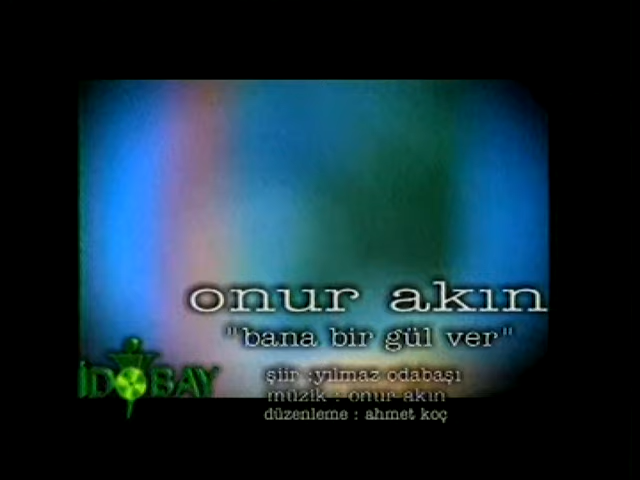 onur akın
"bana bir gül ver"
şiir :yılmaz odabaşı
müzik : onur akın
düzenleme : ahmet koç
İDOBAY